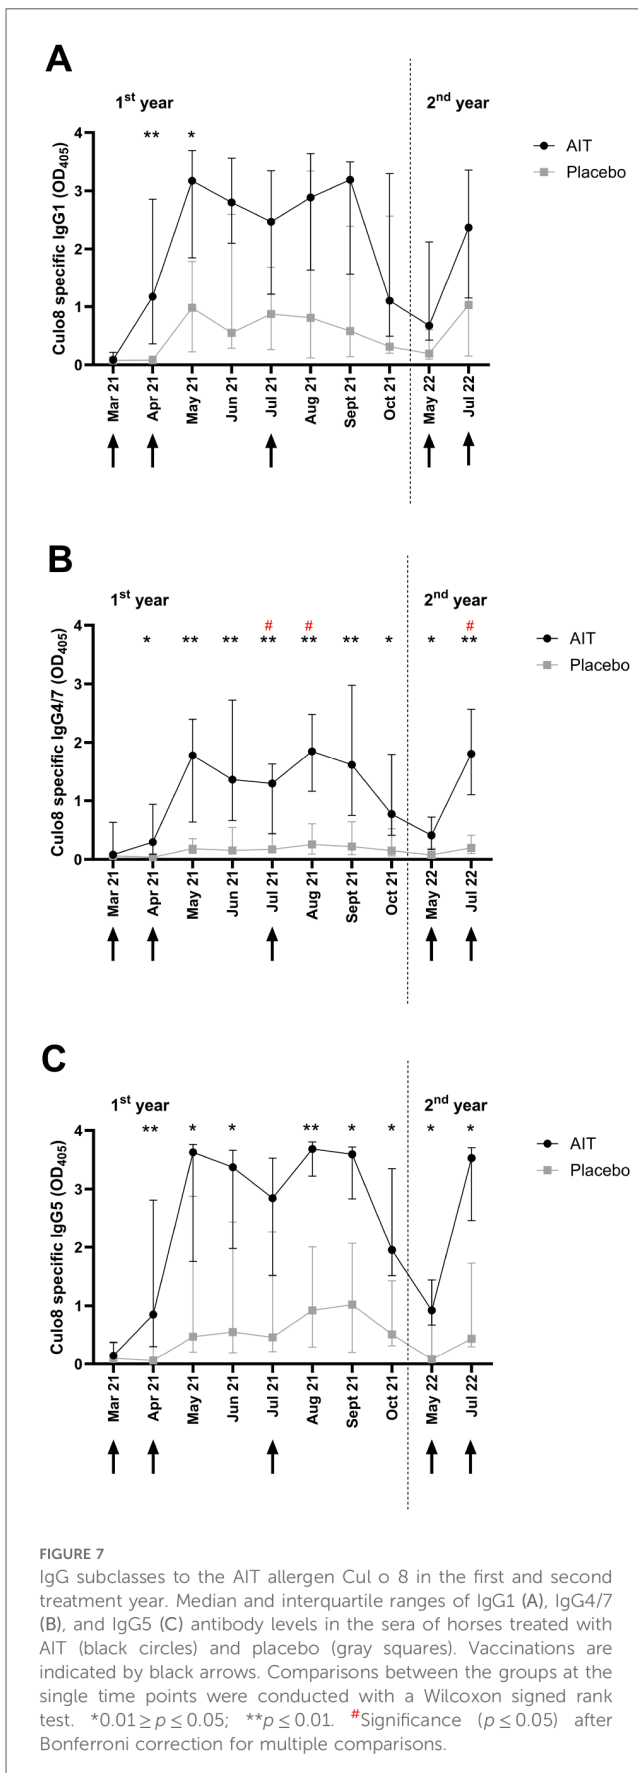 A
1st year
2nd year
** *
AIT
Placebo
Culo8 specific IgG1 (OD405)
4
3
2
1
0
Mar 21
Apr 21
May 21
Jun 21
Jul 21
Aug 21
Sept 21
Oct 21
May 22
Jul 22
B
1st year
2nd year
# # #
* ** ** ** ** ** * * **
AIT
Placebo
Culo8 specific IgG4/7 (OD405)
4
3
2
1
0
Mar 21
Apr 21
May 21
Jun 21
Jul 21
Aug 21
Sept 21
Oct 21
May 22
Jul 22
C
1st year
2nd year
** * * ** * * * *
AIT
Placebo
Culo8 specific IgG5 (OD405)
4
3
2
1
0
Mar 21
Apr 21
May 21
Jun 21
Jul 21
Aug 21
Sept 21
Oct 21
May 22
Jul 22
FIGURE 7
IgG subclasses to the AIT allergen Cul o 8 in the first and second
treatment year. Median and interquartile ranges of IgG1 (A), IgG4/7
(B), and IgG5 (C) antibody levels in the sera of horses treated with
AIT (black circles) and placebo (gray squares). Vaccinations are
indicated by black arrows. Comparisons between the groups at the
single time points were conducted with a Wilcoxon signed rank
test. *0.01 ≥ p ≤ 0.05; **p ≤ 0.01. #Significance (p ≤ 0.05) after
Bonferroni correction for multiple comparisons.